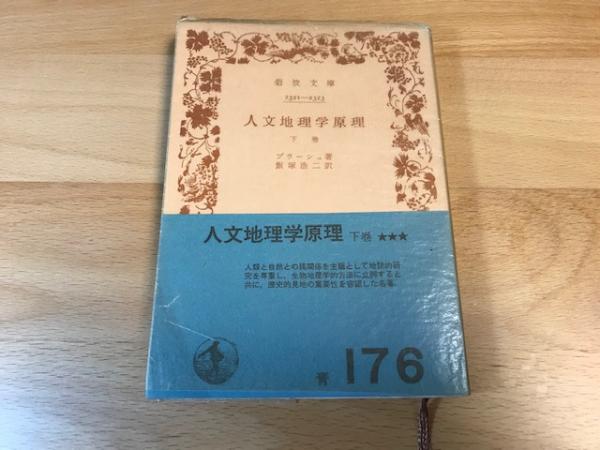 岩波文庫
2321―2323
人文地理学原理
下巻
ブラーシュ著
飯塚浩二訳
人文地理学原理 下巻 ★★★
人類と自然との諸関係を主題として地誌的研
究を尊重し、生物地理学的方法に立脚すると
共に、歴史的見地の重要性を容認した名著.
青 176